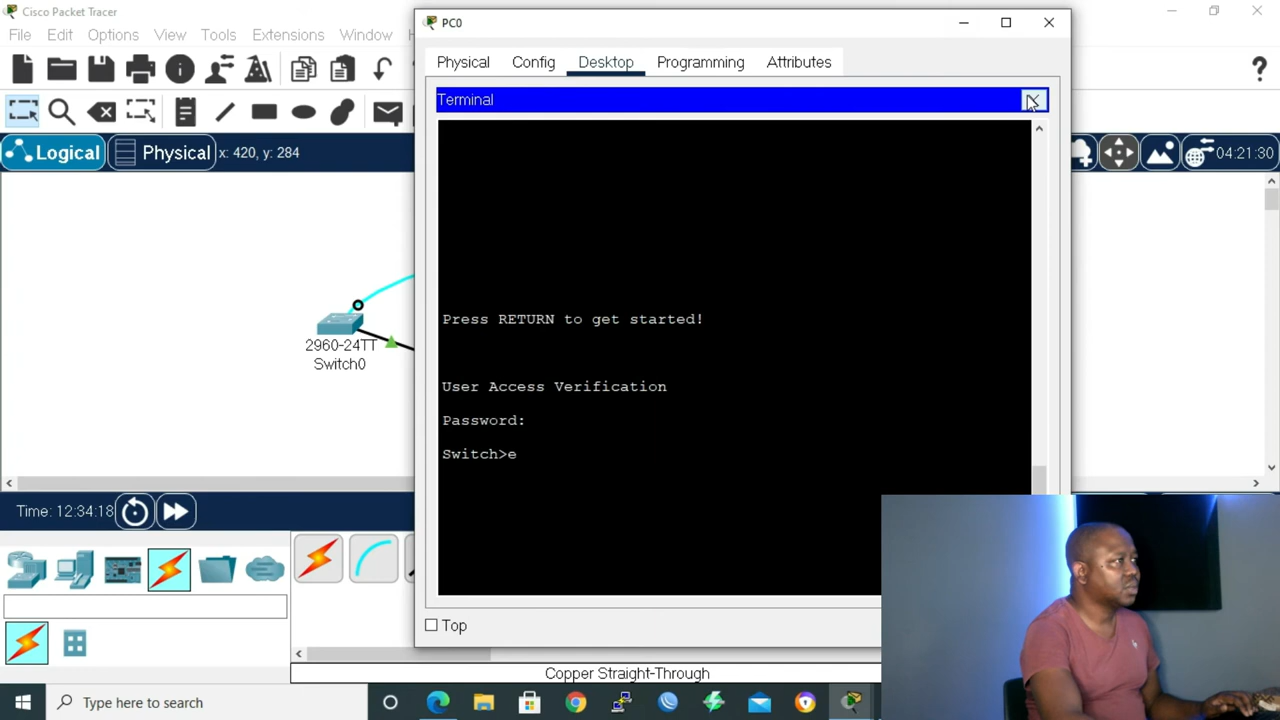 Cisco Packet Tracer
PC0
File Edit Options View Tools Extensions Window
Physical Config Desktop Programming Attributes
Terminal
Logical Physical x: 420, y: 284
04:21:30
Press RETURN to get started!
User Access Verification
Password:
Switch>e
2960-24TT
Switch0
Time: 12:34:18
Top
Copper Straight-Through
Type here to search